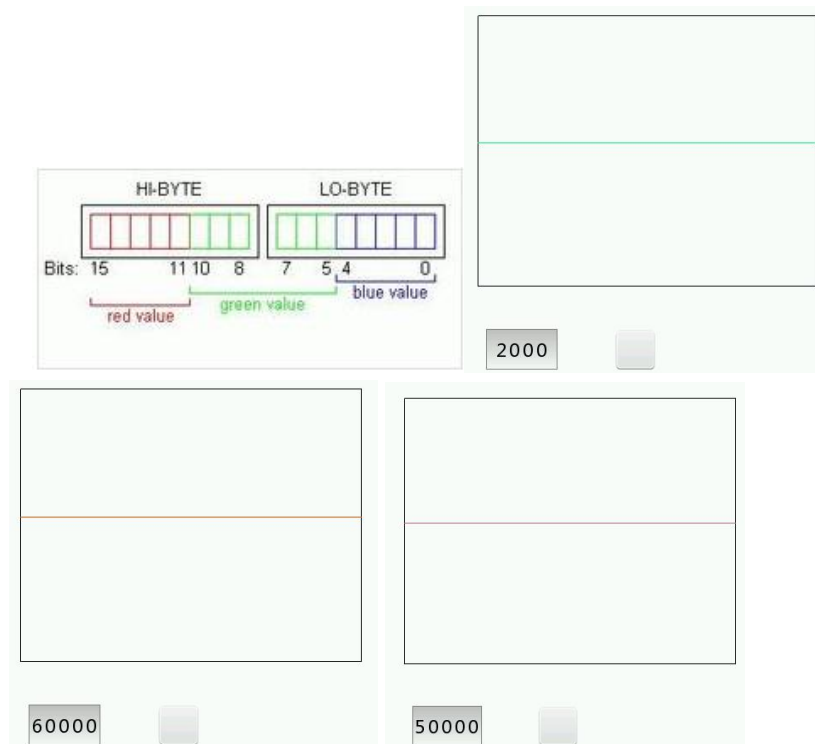 HI-BYTE LO-BYTE
Bits: 15 11 10 8 7 5 4 0
blue value
green value
red value
2000
60000
50000